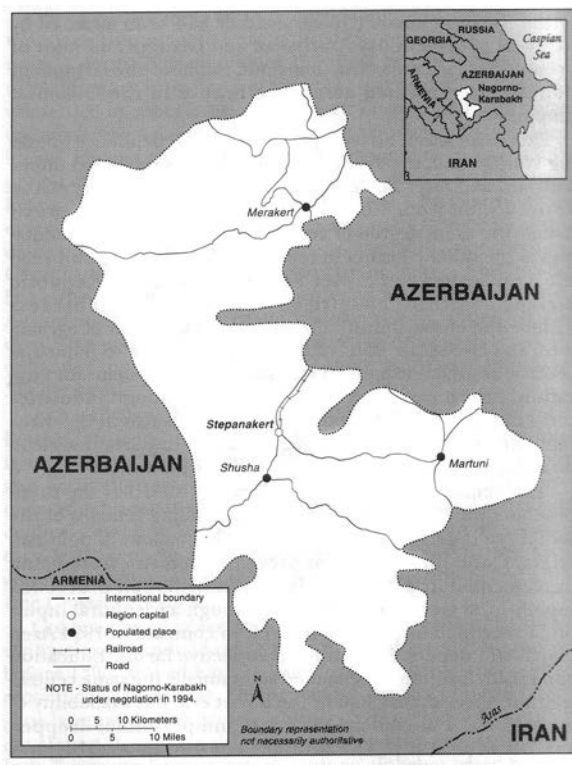 RUSSIA
GEORGIA
Caspian
Sea
ARMENIA
AZERBAIJAN
Nagorno-
Karabakh
IRAN
Merakert
AZERBAIJAN
Stepanakert
AZERBAIJAN
Shusha
Martuni
ARMENIA
International boundary
Region capital
Populated place
Railroad
Road
NOTE - Status of Nagorno-Karabakh
under negotiation in 1994.
0 5 10 Kilometers
0 5 10 Miles
N
Boundary representation
not necessarily authoritative
Aras
IRAN